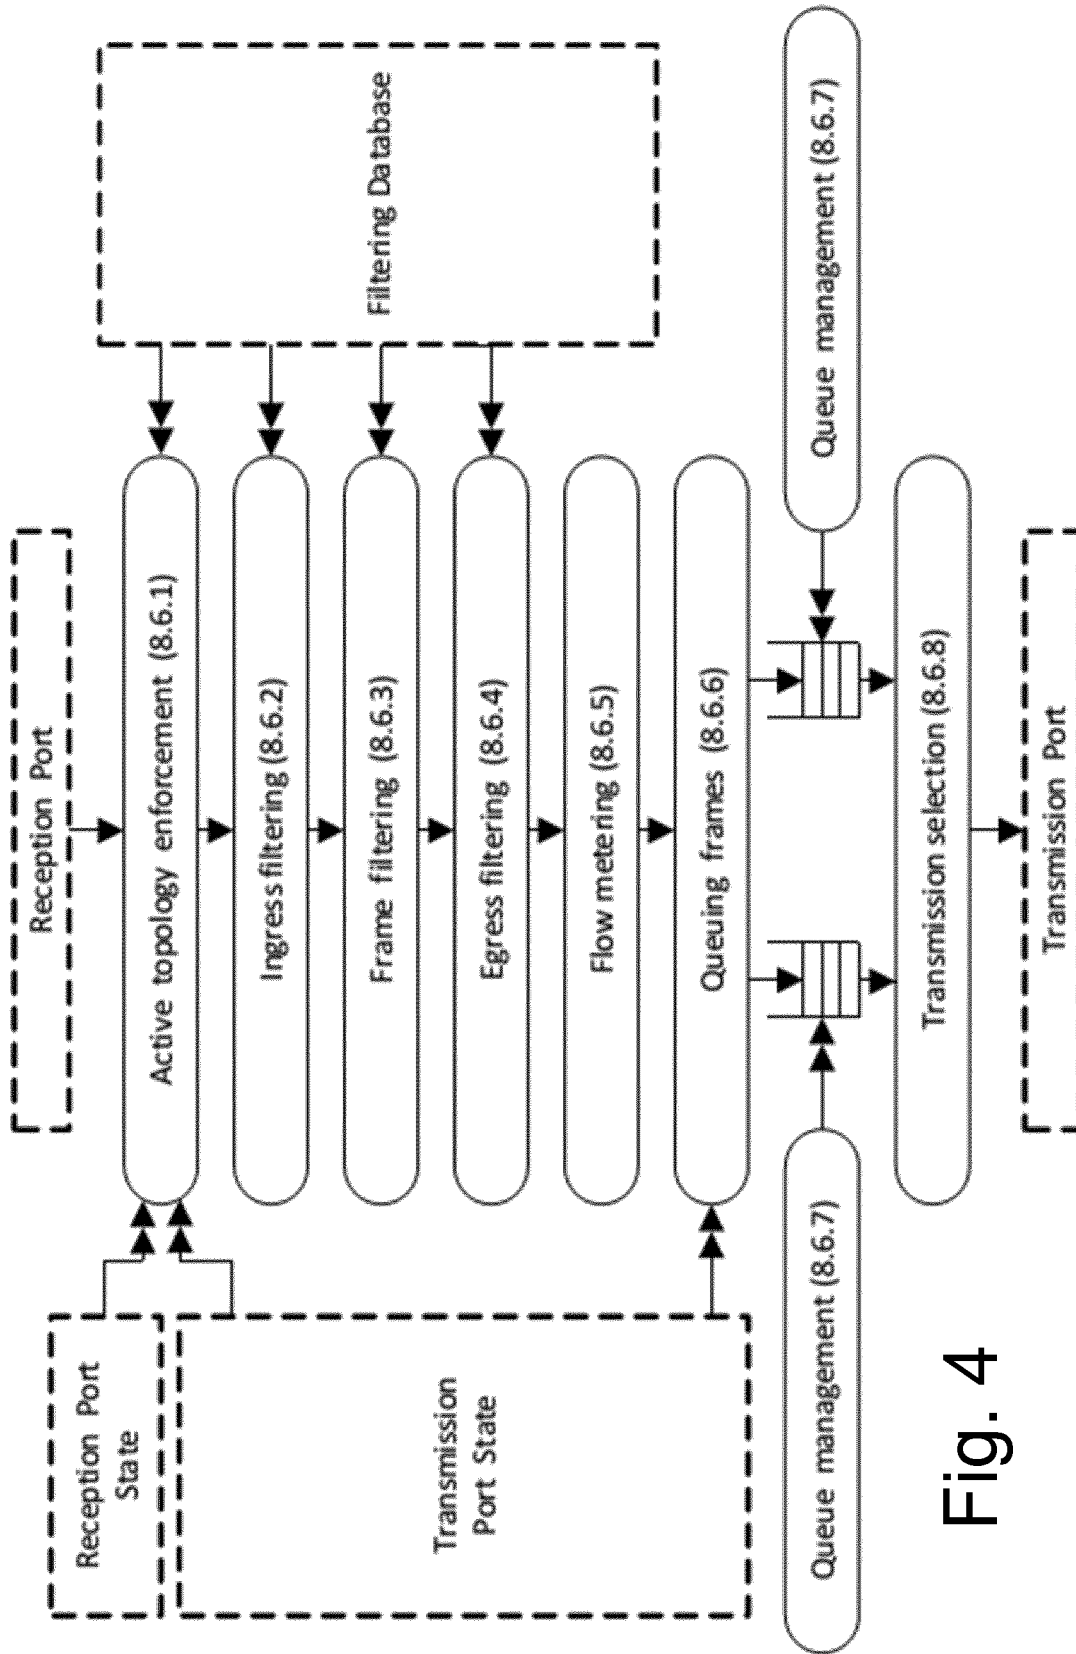 Reception Port
Reception Port
State
Active topology enforcement (8.6.1)
Ingress filtering (8.6.2)
Transmission
Port State
Frame filtering (8.6.3)
Filtering Database
Egress filtering (8.6.4)
Flow metering (8.6.5)
Queuing frames (8.6.6)
Queue management (8.6.7)
Queue management (8.6.7)
Transmission selection (8.6.8)
Transmission Port
Fig. 4